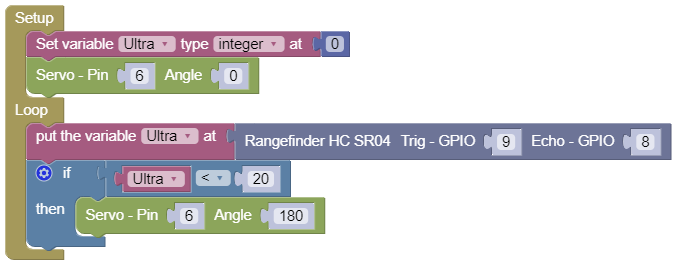 Setup
Set variable Ultra type integer at 0
Servo - Pin 6 Angle 0
Loop
put the variable Ultra at Rangefinder HC SR04 Trig - GPIO 9 Echo - GPIO 8
if Ultra < 20
then Servo - Pin 6 Angle 180